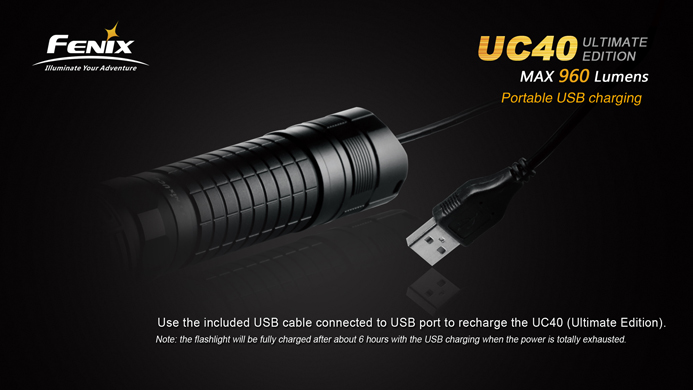 FENIX
Illuminate Your Adventure
UC40 ULTIMATE EDITION
MAX 960 Lumens
Portable USB charging
Use the included USB cable connected to USB port to recharge the UC40 (Ultimate Edition).
Note: the flashlight will be fully charged after about 6 hours with the USB charging when the power is totally exhausted.